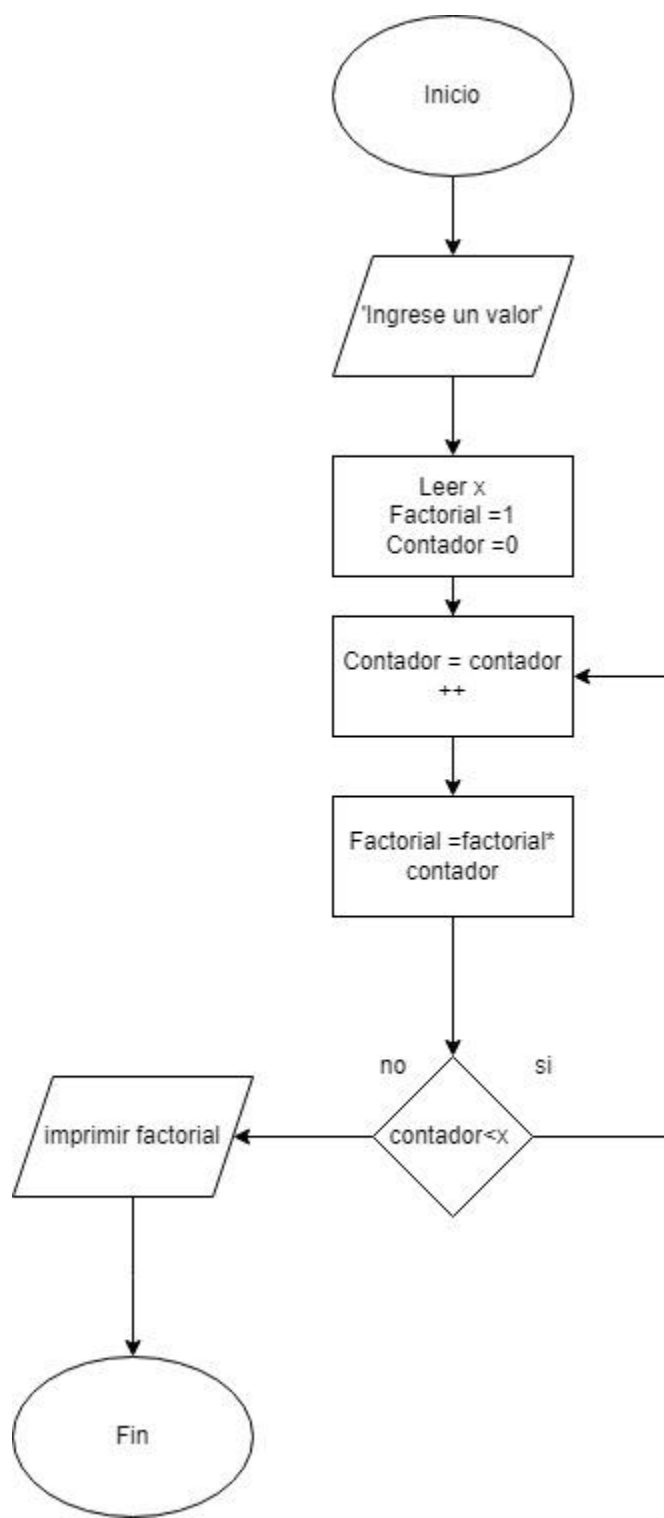 Inicio
'Ingrese un valor'
Leer x
Factorial =1
Contador =0
Contador = contador
++
Factorial =factorial*
contador
no
si
contador<x
imprimir factorial
Fin